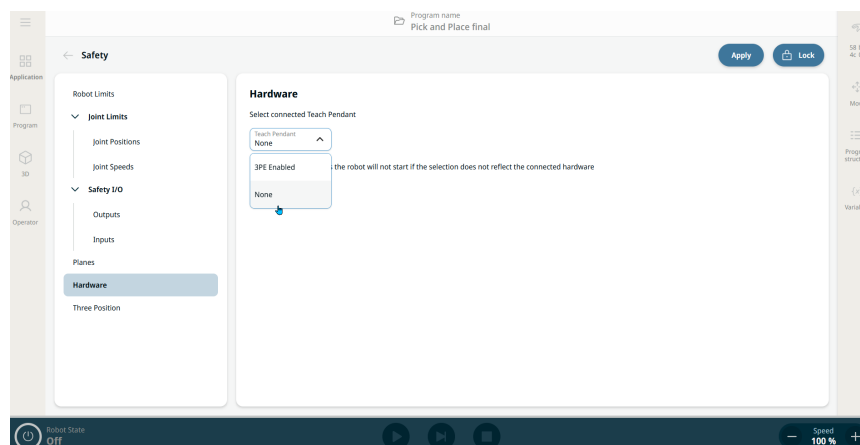 Program name
Pick and Place final
Safety
Apply
Lock
Application
Program
3D
Operator
Robot Limits
Joint Limits
Joint Positions
Joint Speeds
Safety I/O
Outputs
Inputs
Planes
Hardware
Three Position
Hardware
Select connected Teach Pendant
Teach Pendant
None
3PE Enabled
None
the robot will not start if the selection does not reflect the connected hardware
Robot State
Off
Speed
100 %